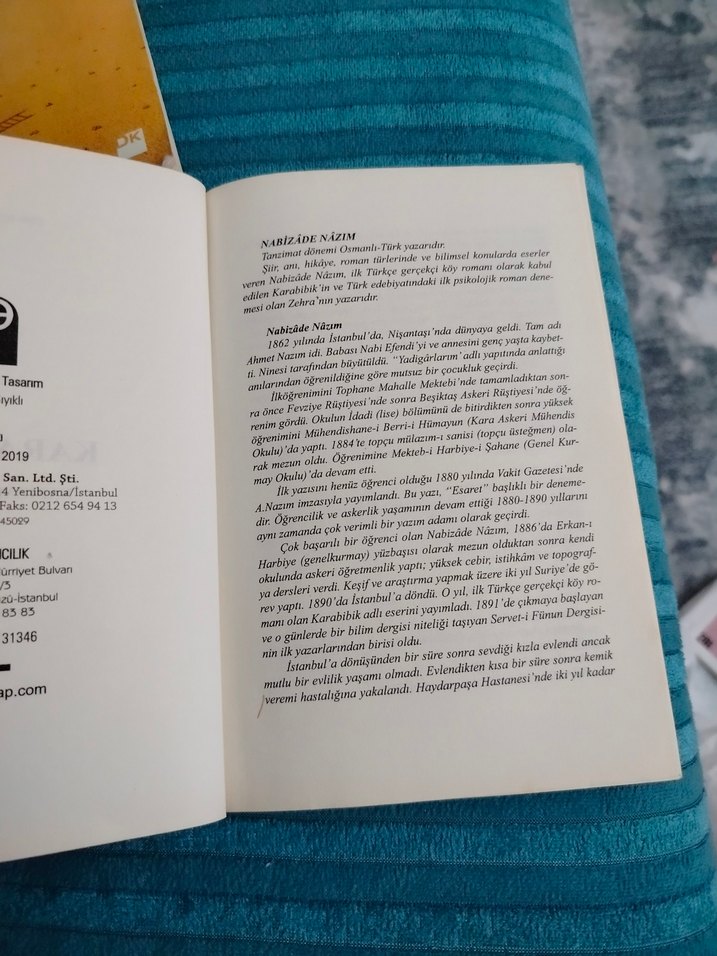 DK
Tasarım
ıryıklı
2019
San. Ltd. Şti.
4 Yenibosna/İstanbul
Faks: 0212 654 94 13
45029
ICILIK
ürriyet Bulvarı
/3
özü-İstanbul
83 83
31346
ap.com
NABİZÂDE NÂZIM
Tanzimat dönemi Osmanlı-Türk yazarıdır.
Şiir, anı, hikâye, roman türlerinde ve bilimsel konularda eserler
veren Nabizâde Nâzım, ilk Türkçe gerçekçi köy romanı olarak kabul
edilen Karabibik'in ve Türk edebiyatındaki ilk psikolojik roman dene-
mesi olan Zehra'nın yazarıdır.
Nabizâde Nâzım
1862 yılında İstanbul'da, Nişantaşı'nda dünyaya geldi. Tam adı
Ahmet Nazım idi. Babası Nabi Efendi'yi ve annesini genç yaşta kaybet-
ti. Ninesi tarafından büyütüldü. "Yadigârlarım' adlı yapıtında anlattığı
anılarından öğrenildiğine göre mutsuz bir çocukluk geçirdi.
İlköğrenimini Tophane Mahalle Mektebi'nde tamamladıktan son-
ra önce Fevziye Rüştiyesi'nde sonra Beşiktaş Askeri Rüştiyesi'nde öğ-
renim gördü. Okulun İdadi (lise) bölümünü de bitirdikten sonra yüksek
öğrenimini Mühendishane-i Berri-i Hümayun (Kara Askeri Mühendis
Okulu)'da yaptı. 1884'te topçu mülazım-ı sanisi (topçu üsteğmen) ola-
rak mezun oldu. Öğrenimine Mekteb-i Harbiye-i Şahane (Genel Kur-
may Okulu)'da devam etti.
İlk yazısını henüz öğrenci olduğu 1880 yılında Vakit Gazetesi'nde
A.Nazım imzasıyla yayımlandı. Bu yazı, "Esaret" başlıklı bir deneme-
dir. Öğrencilik ve askerlik yaşamının devam ettiği 1880-1890 yıllarını
aynı zamanda çok verimli bir yazım adamı olarak geçirdi.
Çok başarılı bir öğrenci olan Nabizâde Nâzım, 1886'da Erkan-ı
Harbiye (genelkurmay) yüzbaşısı olarak mezun olduktan sonra kendi
okulunda askeri öğretmenlik yaptı; yüksek cebir, istihkâm ve topograf-
ya dersleri verdi. Keşif ve araştırma yapmak üzere iki yıl Suriye'de gö-
rev yaptı. 1890'da İstanbul'a döndü. O yıl, ilk Türkçe gerçekçi köy ro-
manı olan Karabibik adlı eserini yayımladı. 1891'de çıkmaya başlayan
ve o günlerde bir bilim dergisi niteliği taşıyan Servet-i Fünun Dergisi-
nin ilk yazarlarından birisi oldu.
İstanbul'a dönüşünden bir süre sonra sevdiği kızla evlendi ancak
mutlu bir evlilik yaşamı olmadı. Evlendikten kısa bir süre sonra kemik
veremi hastalığına yakalandı. Haydarpaşa Hastanesi'nde iki yıl kadar